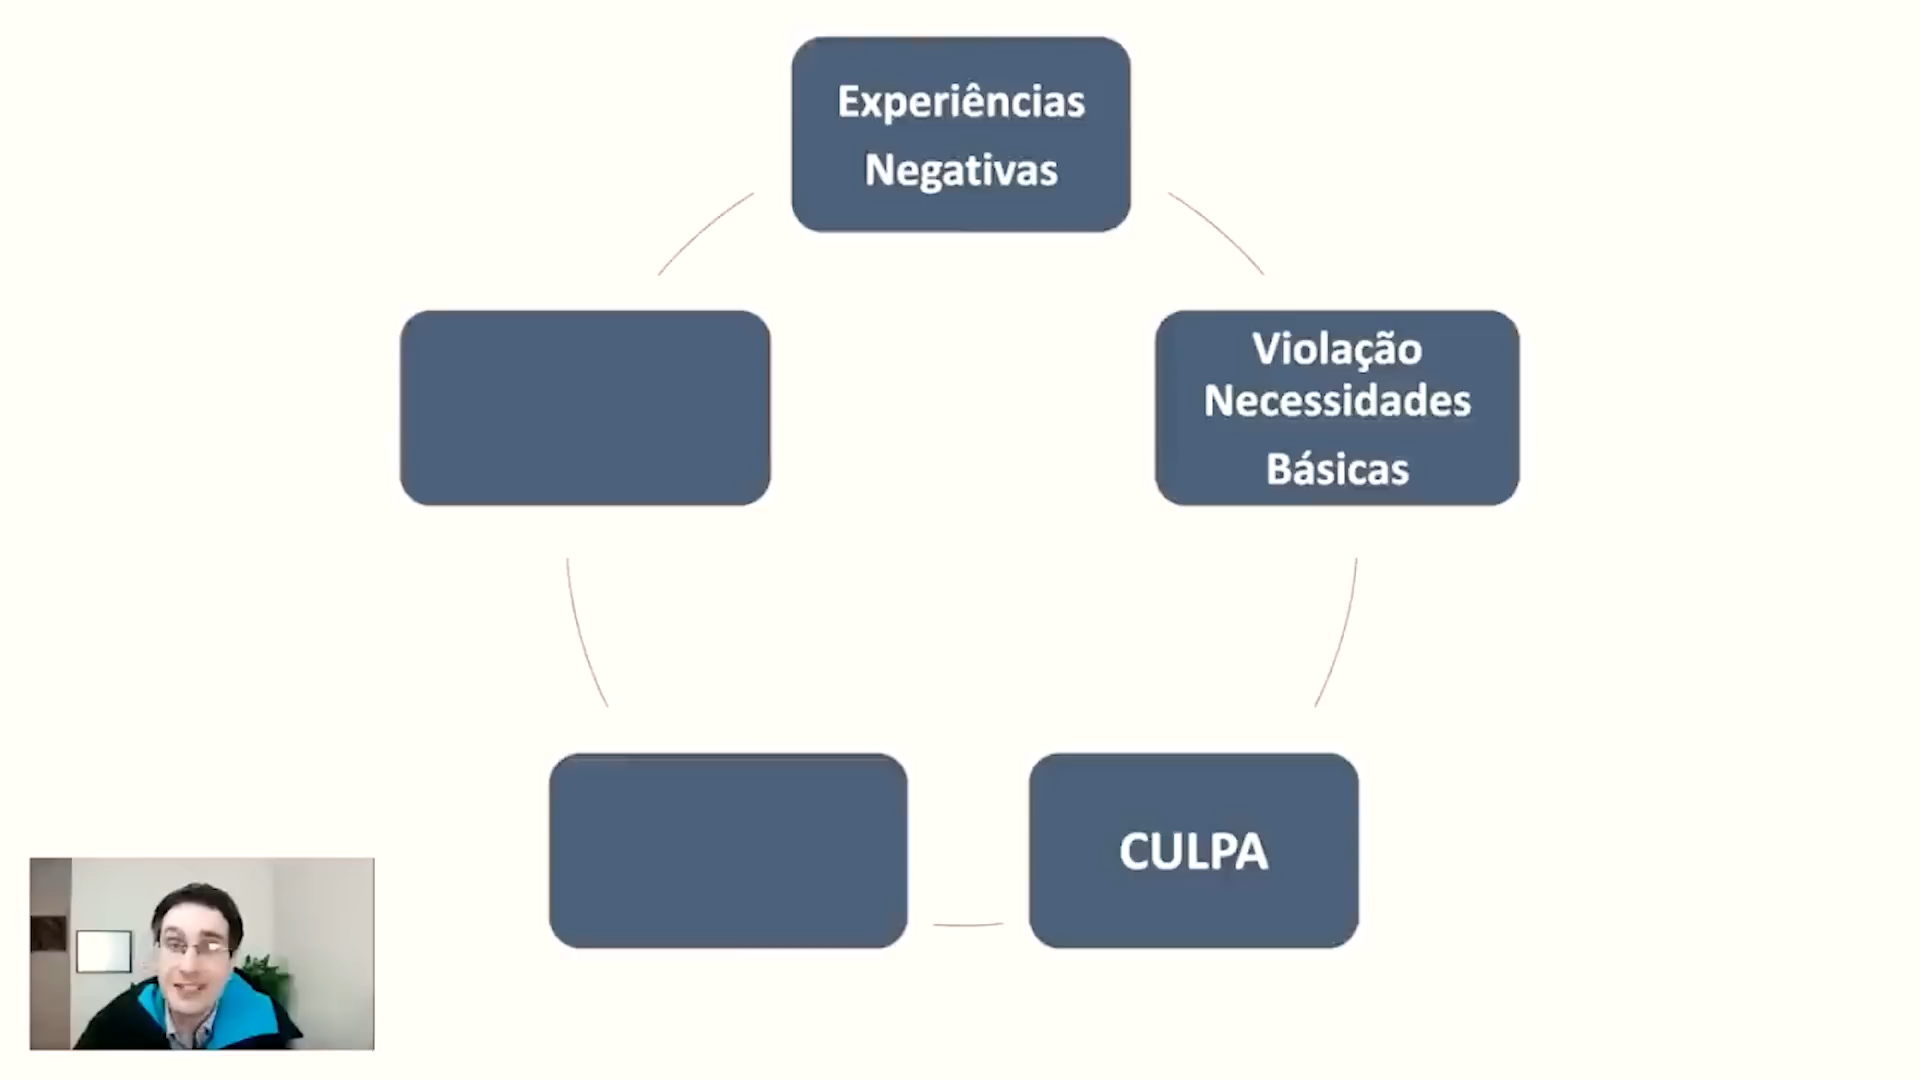 Experiências
Negativas
Violação
Necessidades
Básicas
CULPA